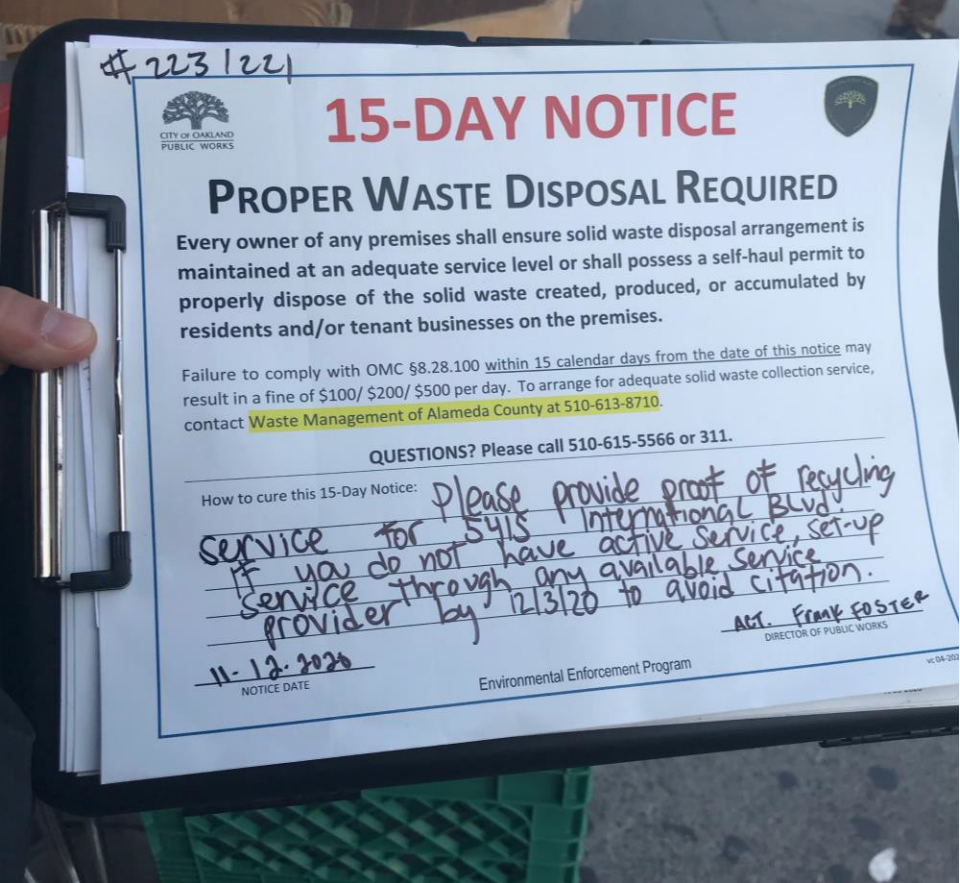 #223/221
CITY OF OAKLAND
PUBLIC WORKS
15-DAY NOTICE
PROPER WASTE DISPOSAL REQUIRED
Every owner of any premises shall ensure solid waste disposal arrangement is
maintained at an adequate service level or shall possess a self-haul permit to
properly dispose of the solid waste created, produced, or accumulated by
residents and/or tenant businesses on the premises.
Failure to comply with OMC §8.28.100 within 15 calendar days from the date of this notice may
result in a fine of $100/ $200/ $500 per day. To arrange for adequate solid waste collection service,
contact Waste Management of Alameda County at 510-613-8710.
QUESTIONS? Please call 510-615-5566 or 311.
How to cure this 15-Day Notice: Please provide proof of recycling
service for 5415 International Blvd.
If you do not have active service, set-up
service through any available service
provider by 12/3/20 to avoid citation.
ACT. Frank FOSTER
DIRECTOR OF PUBLIC WORKS
11-12-2020
NOTICE DATE
Environmental Enforcement Program